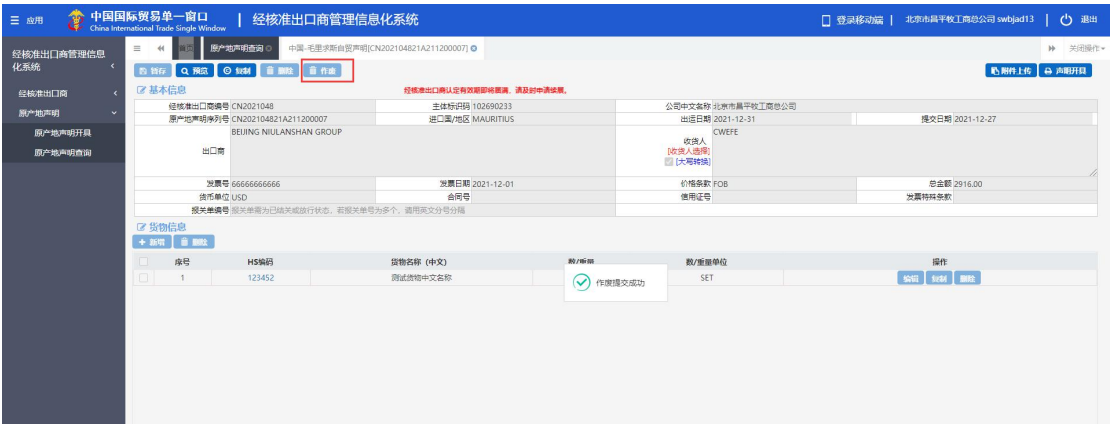 应用 中国国际贸易单一窗口 经核准出口商管理信息化系统 登录移动端 北京市昌平牧工商总公司 swbjad13 退出
China International Trade Single Window
经核准出口商管理信息化系统
经核准出口商
原产地声明
原产地声明开具
原产地声明查询
首页 原产地声明查询 中国-毛里求斯自贸声明[CN202104821A211200007] 关闭操作
暂存 预览 复制 删除 作废 附件上传 声明开具
基本信息 经核准出口商认定有效期即将届满,请及时申请续展。
经核准出口商编号 CN2021048 主体标识码 102690233 公司中文名称 北京市昌平牧工商总公司
原产地声明序列号 CN202104821A211200007 进口国/地区 MAURITIUS 出运日期 2021-12-31 提交日期 2021-12-27
出口商 BEIJING NIULANSHAN GROUP 收货人 CWEFE
[收货人选择]
[大写转换]
发票号 66666666666 发票日期 2021-12-01 价格条款 FOB 总金额 2916.00
货币单位 USD 合同号 信用证号 发票特殊条款
报关单编号 报关单需为已结关或放行状态,若报关单号为多个,请用英文分号分隔
货物信息
新增 删除
序号 HS编码 货物名称(中文) 数/重量 数/重量单位 操作
1 123452 测试货物中文名称 SET 编辑 复制 删除
作废提交成功